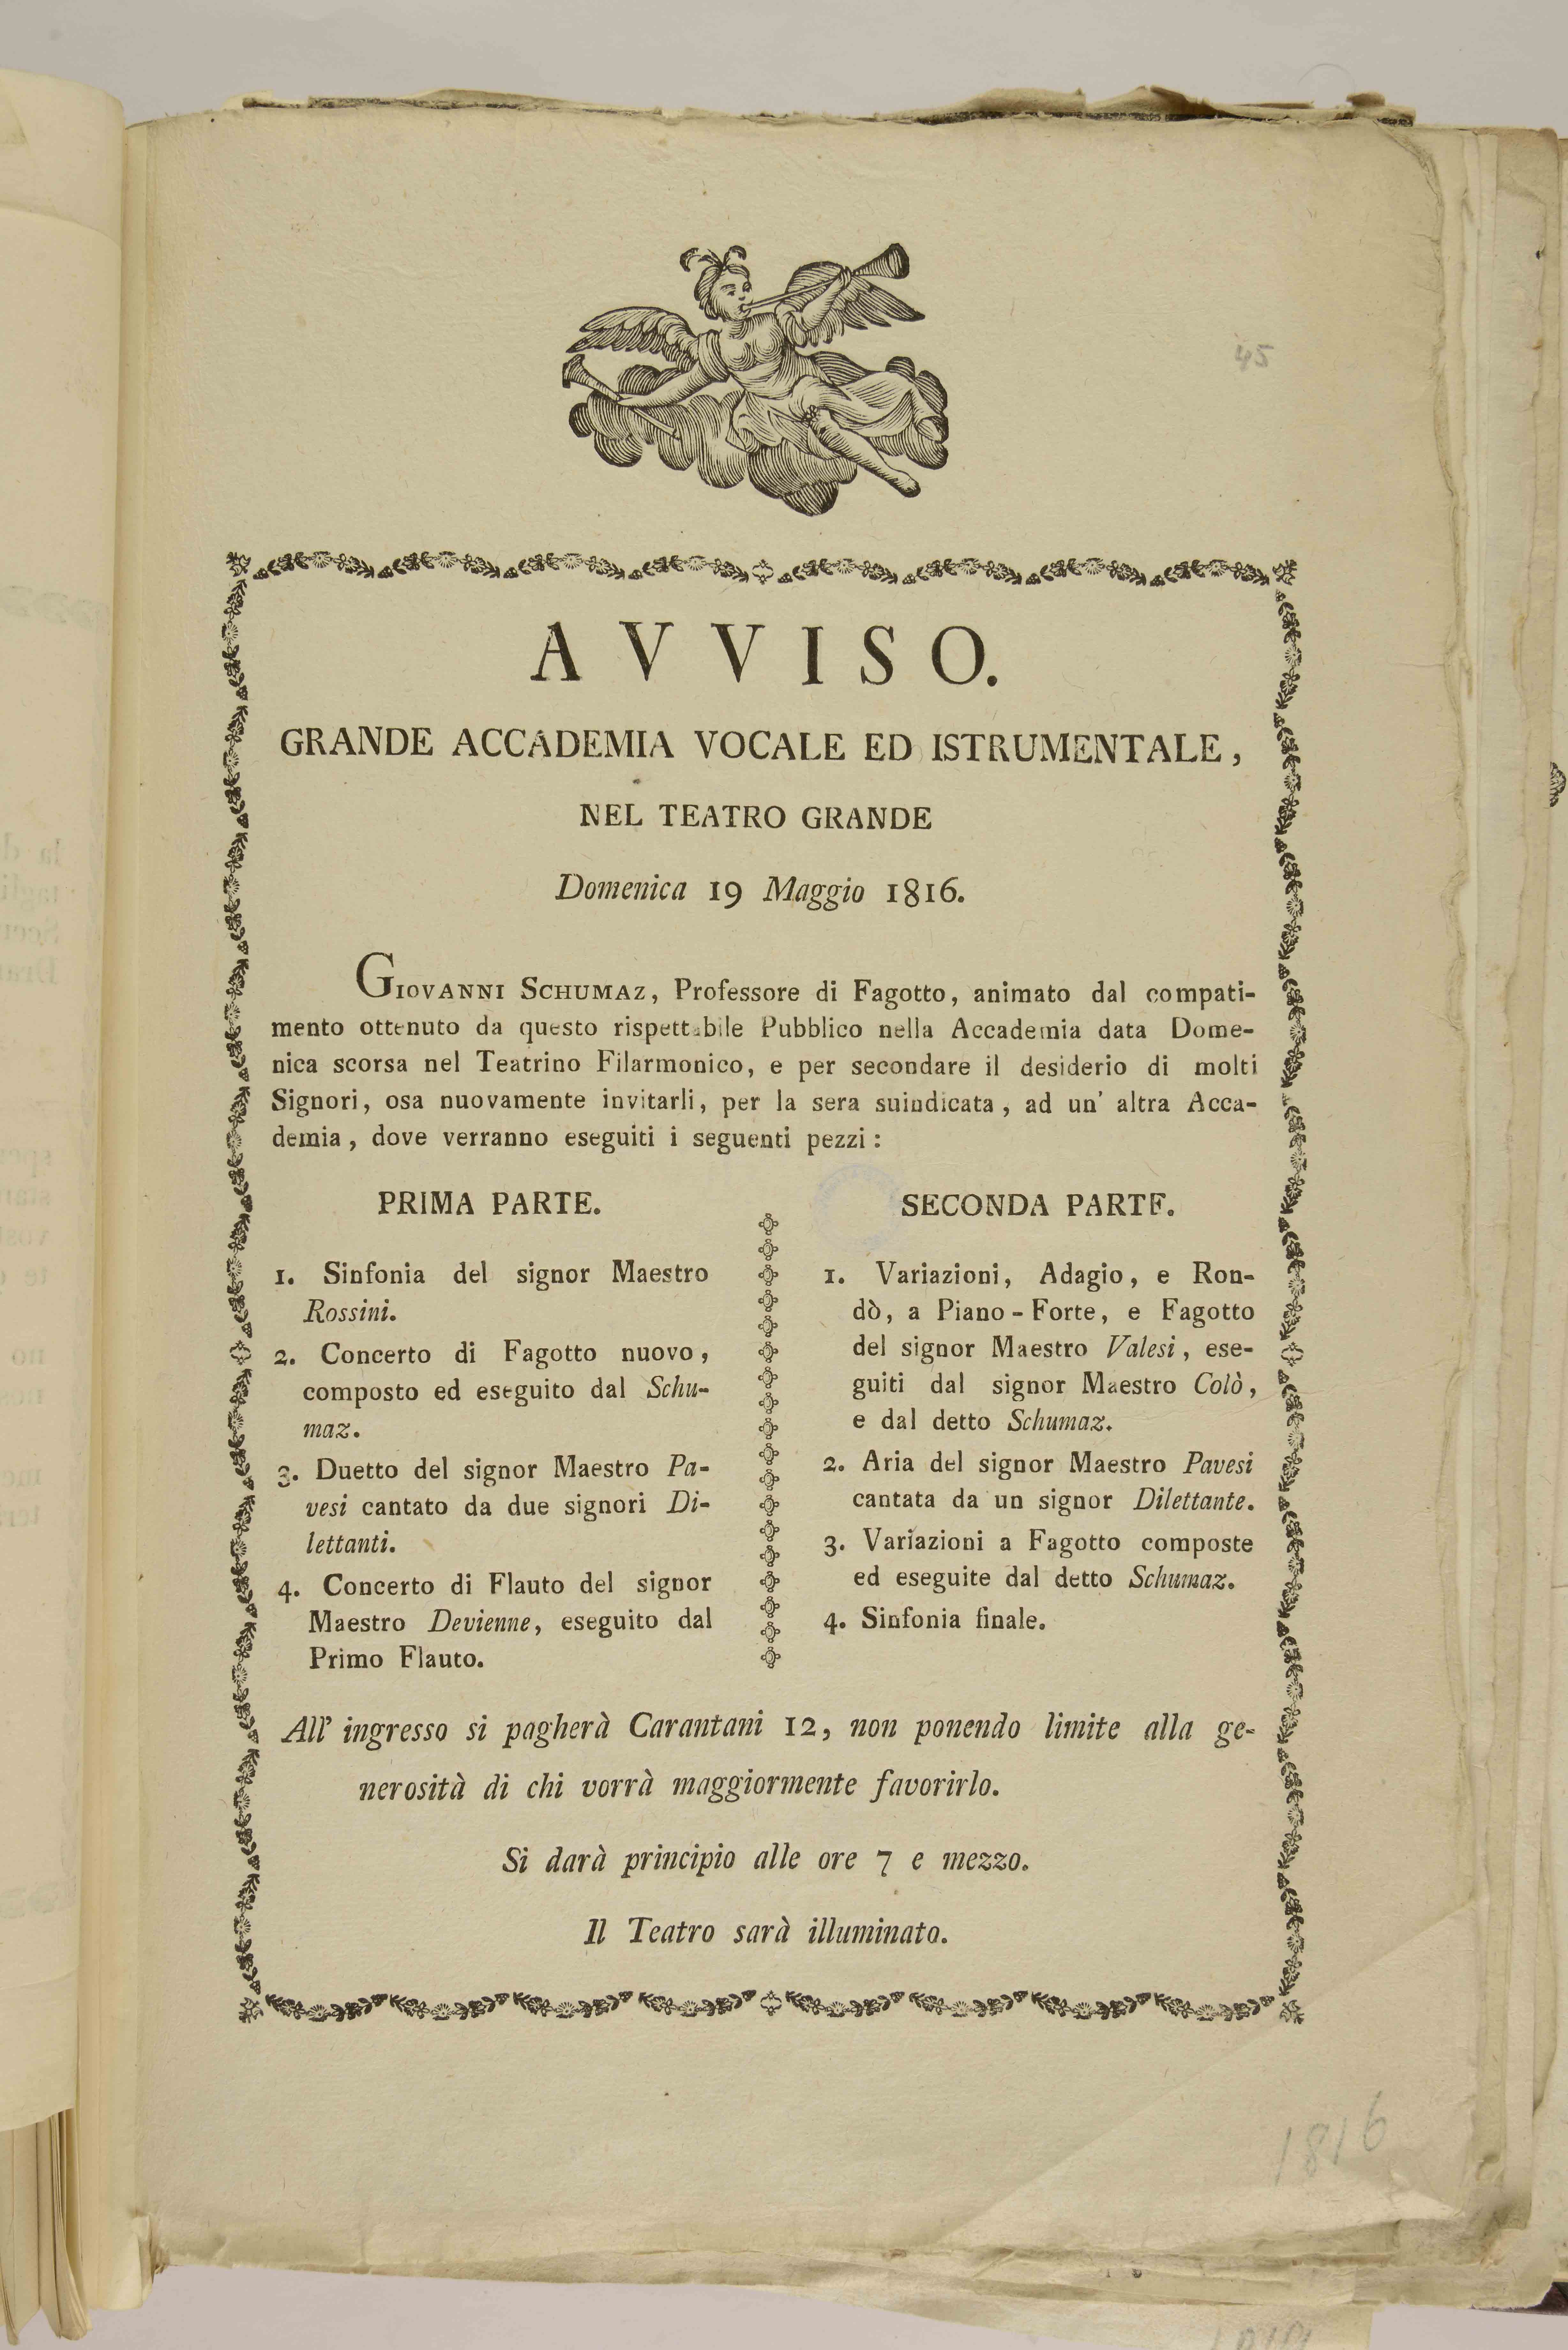 45
AVVISO.
GRANDE ACCADEMIA VOCALE ED ISTRUMENTALE,
NEL TEATRO GRANDE
Domenica 19 Maggio 1816.
GIOVANNI SCHUMAZ, Professore di Fagotto, animato dal compati-
mento ottenuto da questo rispettabile Pubblico nella Accademia data Dome-
nica scorsa nel Teatrino Filarmonico, e per secondare il desiderio di molti
Signori, osa nuovamente invitarli, per la sera suindicata, ad un' altra Acca-
demia, dove verranno eseguiti i seguenti pezzi:
PRIMA PARTE.
1. Sinfonia del signor Maestro
Rossini.
2. Concerto di Fagotto nuovo,
composto ed eseguito dal Schu-
maz.
3. Duetto del signor Maestro Pa-
vesi cantato da due signori Di-
lettanti.
4. Concerto di Flauto del signor
Maestro Devienne, eseguito dal
Primo Flauto.
SECONDA PARTE.
1. Variazioni, Adagio, e Ron-
dò, a Piano-Forte, e Fagotto
del signor Maestro Valesi, ese-
guiti dal signor Maestro Colò,
e dal detto Schumaz.
2. Aria del signor Maestro Pavesi
cantata da un signor Dilettante.
3. Variazioni a Fagotto composte
ed eseguite dal detto Schumaz.
4. Sinfonia finale.
All' ingresso si pagherà Carantani 12, non ponendo limite alla ge-
nerosità di chi vorrà maggiormente favorirlo.
Si darà principio alle ore 7 e mezzo.
Il Teatro sarà illuminato.
1816